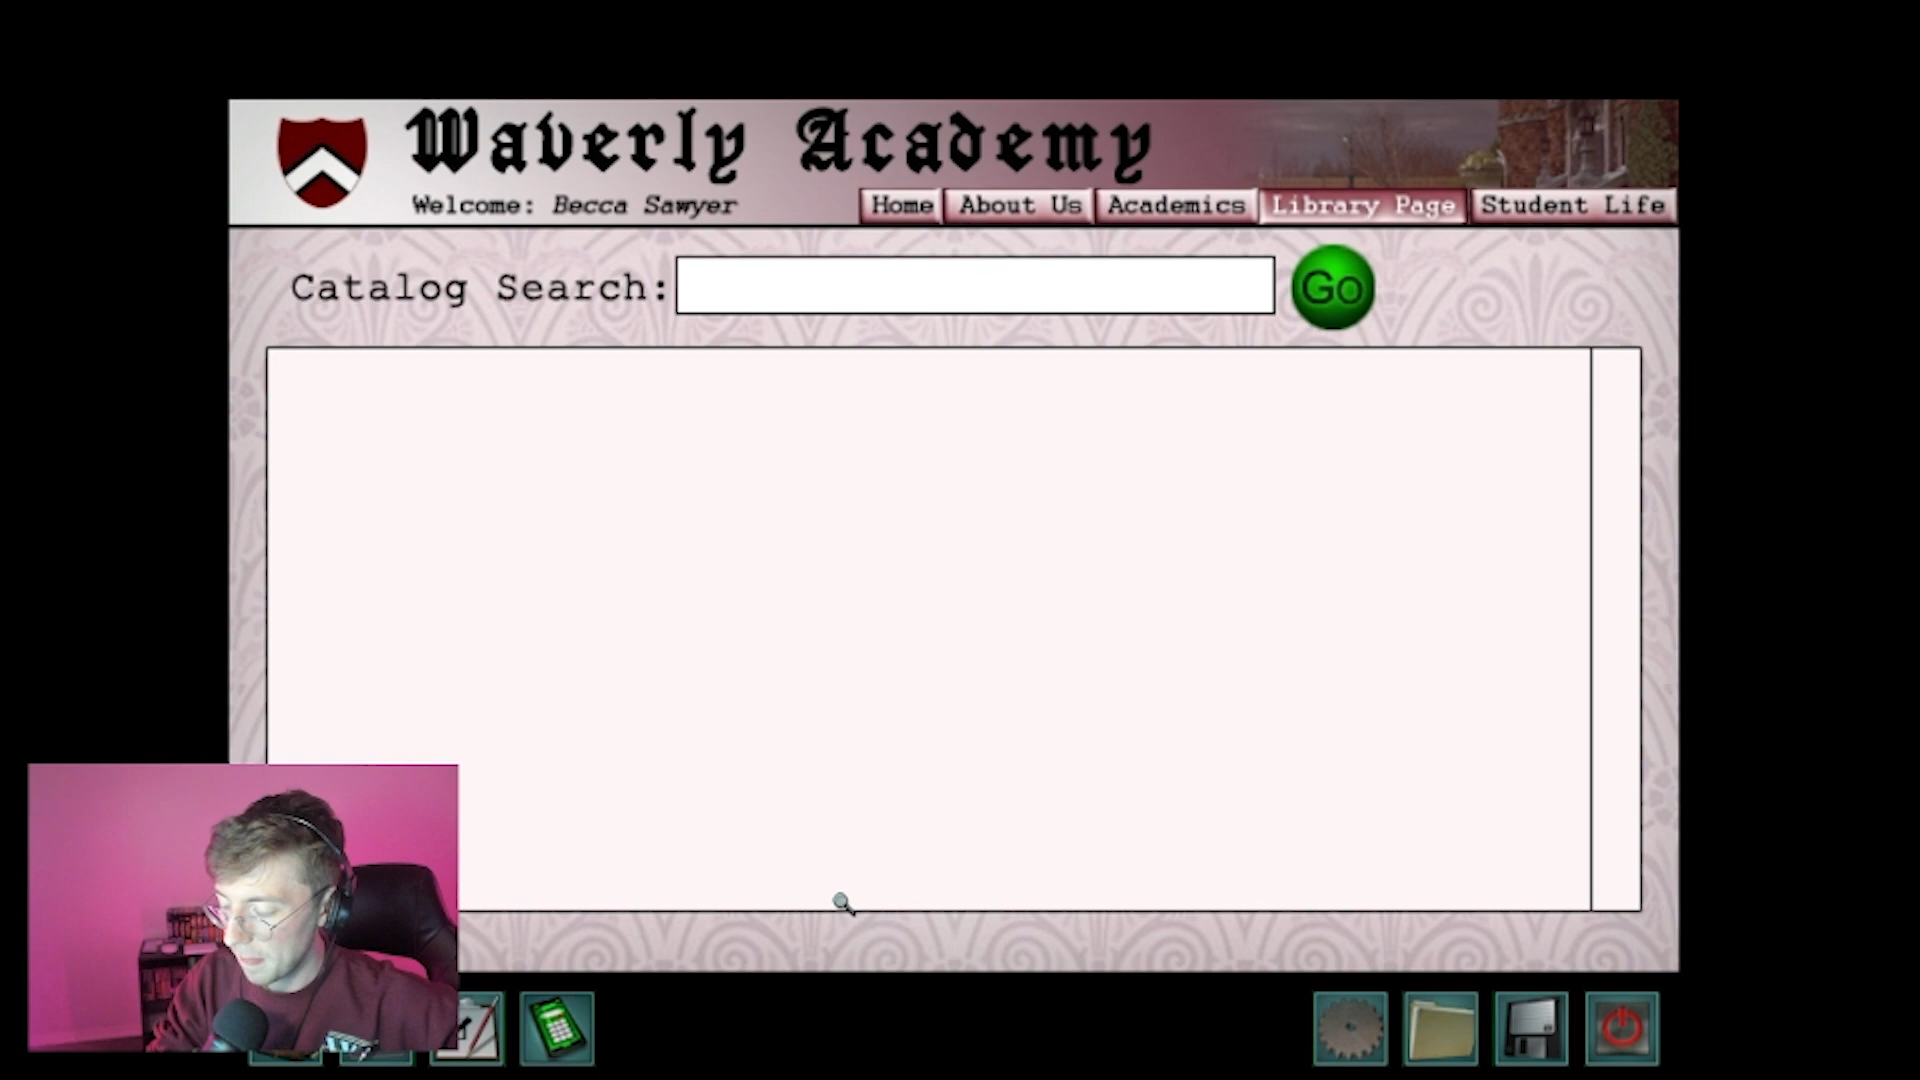 Waverly Academy
Welcome: Becca Sawyer
Home About Us Academics Library Page Student Life
Catalog Search: Go